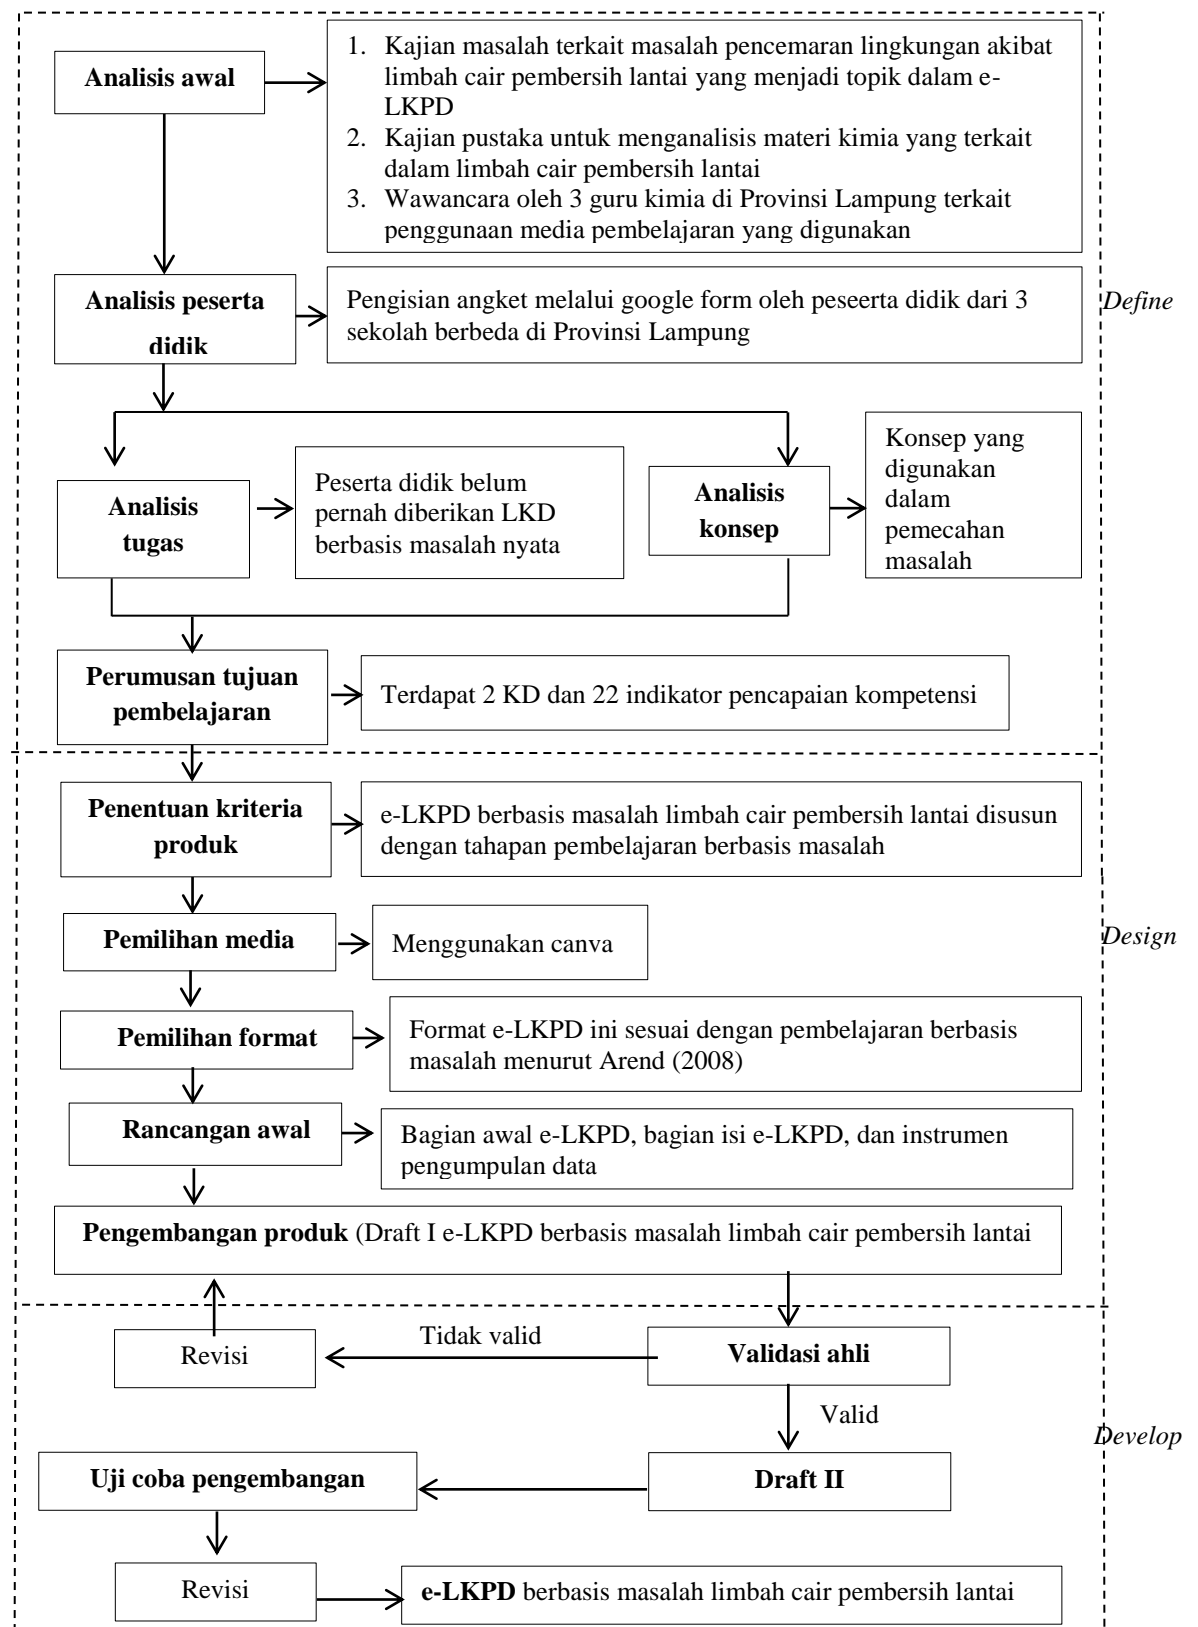 Analisis awal
1. Kajian masalah terkait masalah pencemaran lingkungan akibat
limbah cair pembersih lantai yang menjadi topik dalam e-
LKPD
2. Kajian pustaka untuk menganalisis materi kimia yang terkait
dalam limbah cair pembersih lantai
3. Wawancara oleh 3 guru kimia di Provinsi Lampung terkait
penggunaan media pembelajaran yang digunakan
Analisis peserta
didik
Pengisian angket melalui google form oleh peseerta didik dari 3
sekolah berbeda di Provinsi Lampung
Define
Analisis
tugas
Peserta didik belum
pernah diberikan LKD
berbasis masalah nyata
Analisis
konsep
Konsep yang
digunakan
dalam
pemecahan
masalah
Perumusan tujuan
pembelajaran
Terdapat 2 KD dan 22 indikator pencapaian kompetensi
Penentuan kriteria
produk
e-LKPD berbasis masalah limbah cair pembersih lantai disusun
dengan tahapan pembelajaran berbasis masalah
Pemilihan media
Menggunakan canva
Design
Pemilihan format
Format e-LKPD ini sesuai dengan pembelajaran berbasis
masalah menurut Arend (2008)
Rancangan awal
Bagian awal e-LKPD, bagian isi e-LKPD, dan instrumen
pengumpulan data
Pengembangan produk (Draft I e-LKPD berbasis masalah limbah cair pembersih lantai
Revisi
Tidak valid
Validasi ahli
Valid
Develop
Uji coba pengembangan
Draft II
Revisi
e-LKPD berbasis masalah limbah cair pembersih lantai